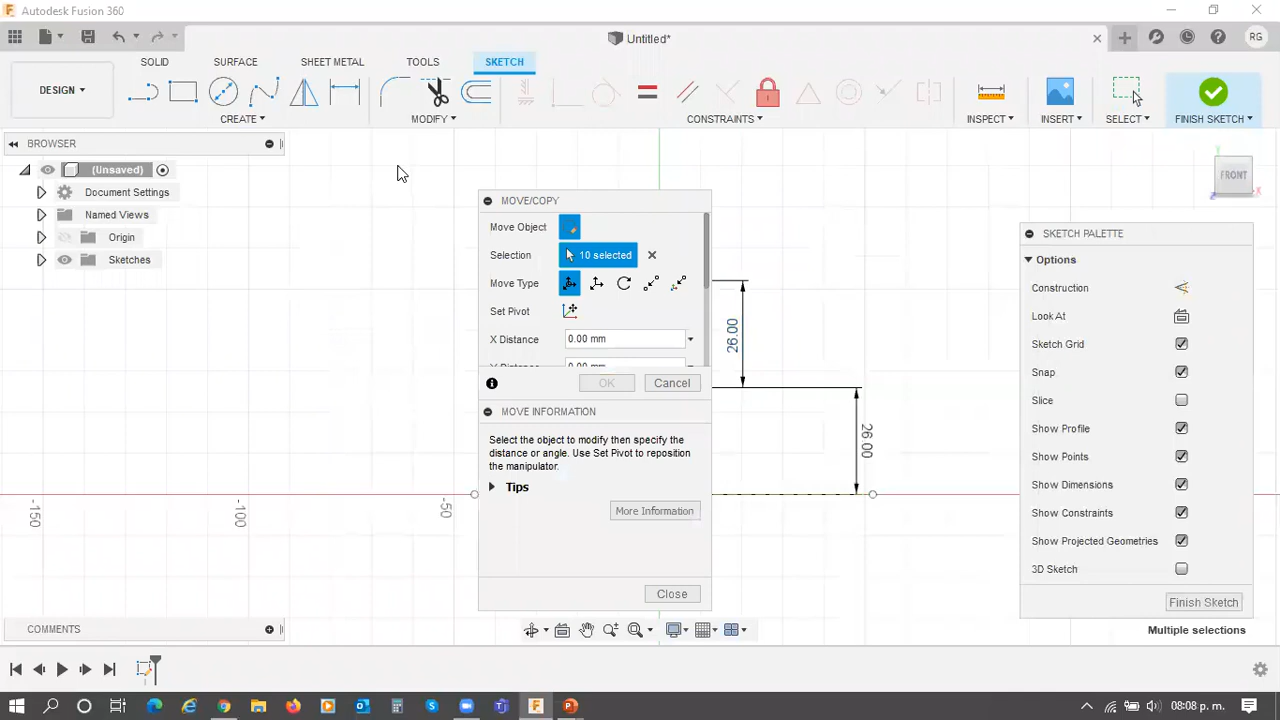 Autodesk Fusion 360
Untitled*
RG
DESIGN
SOLID
SURFACE
SHEET METAL
TOOLS
SKETCH
CREATE
MODIFY
CONSTRAINTS
INSPECT
INSERT
SELECT
FINISH SKETCH
BROWSER
(Unsaved)
Document Settings
Named Views
Origin
Sketches
MOVE/COPY
Move Object
Selection
10 selected
Move Type
Set Pivot
X Distance
0.00 mm
Y Distance
0.00 mm
OK
Cancel
MOVE INFORMATION
Select the object to modify then specify the
distance or angle. Use Set Pivot to reposition
the manipulator.
Tips
More Information
Close
26.00
26.00
-150
-100
-50
Y
FRONT
X
Z
SKETCH PALETTE
Options
Construction
Look At
Sketch Grid
Snap
Slice
Show Profile
Show Points
Show Dimensions
Show Constraints
Show Projected Geometries
3D Sketch
Finish Sketch
Multiple selections
COMMENTS
08:08 p. m.